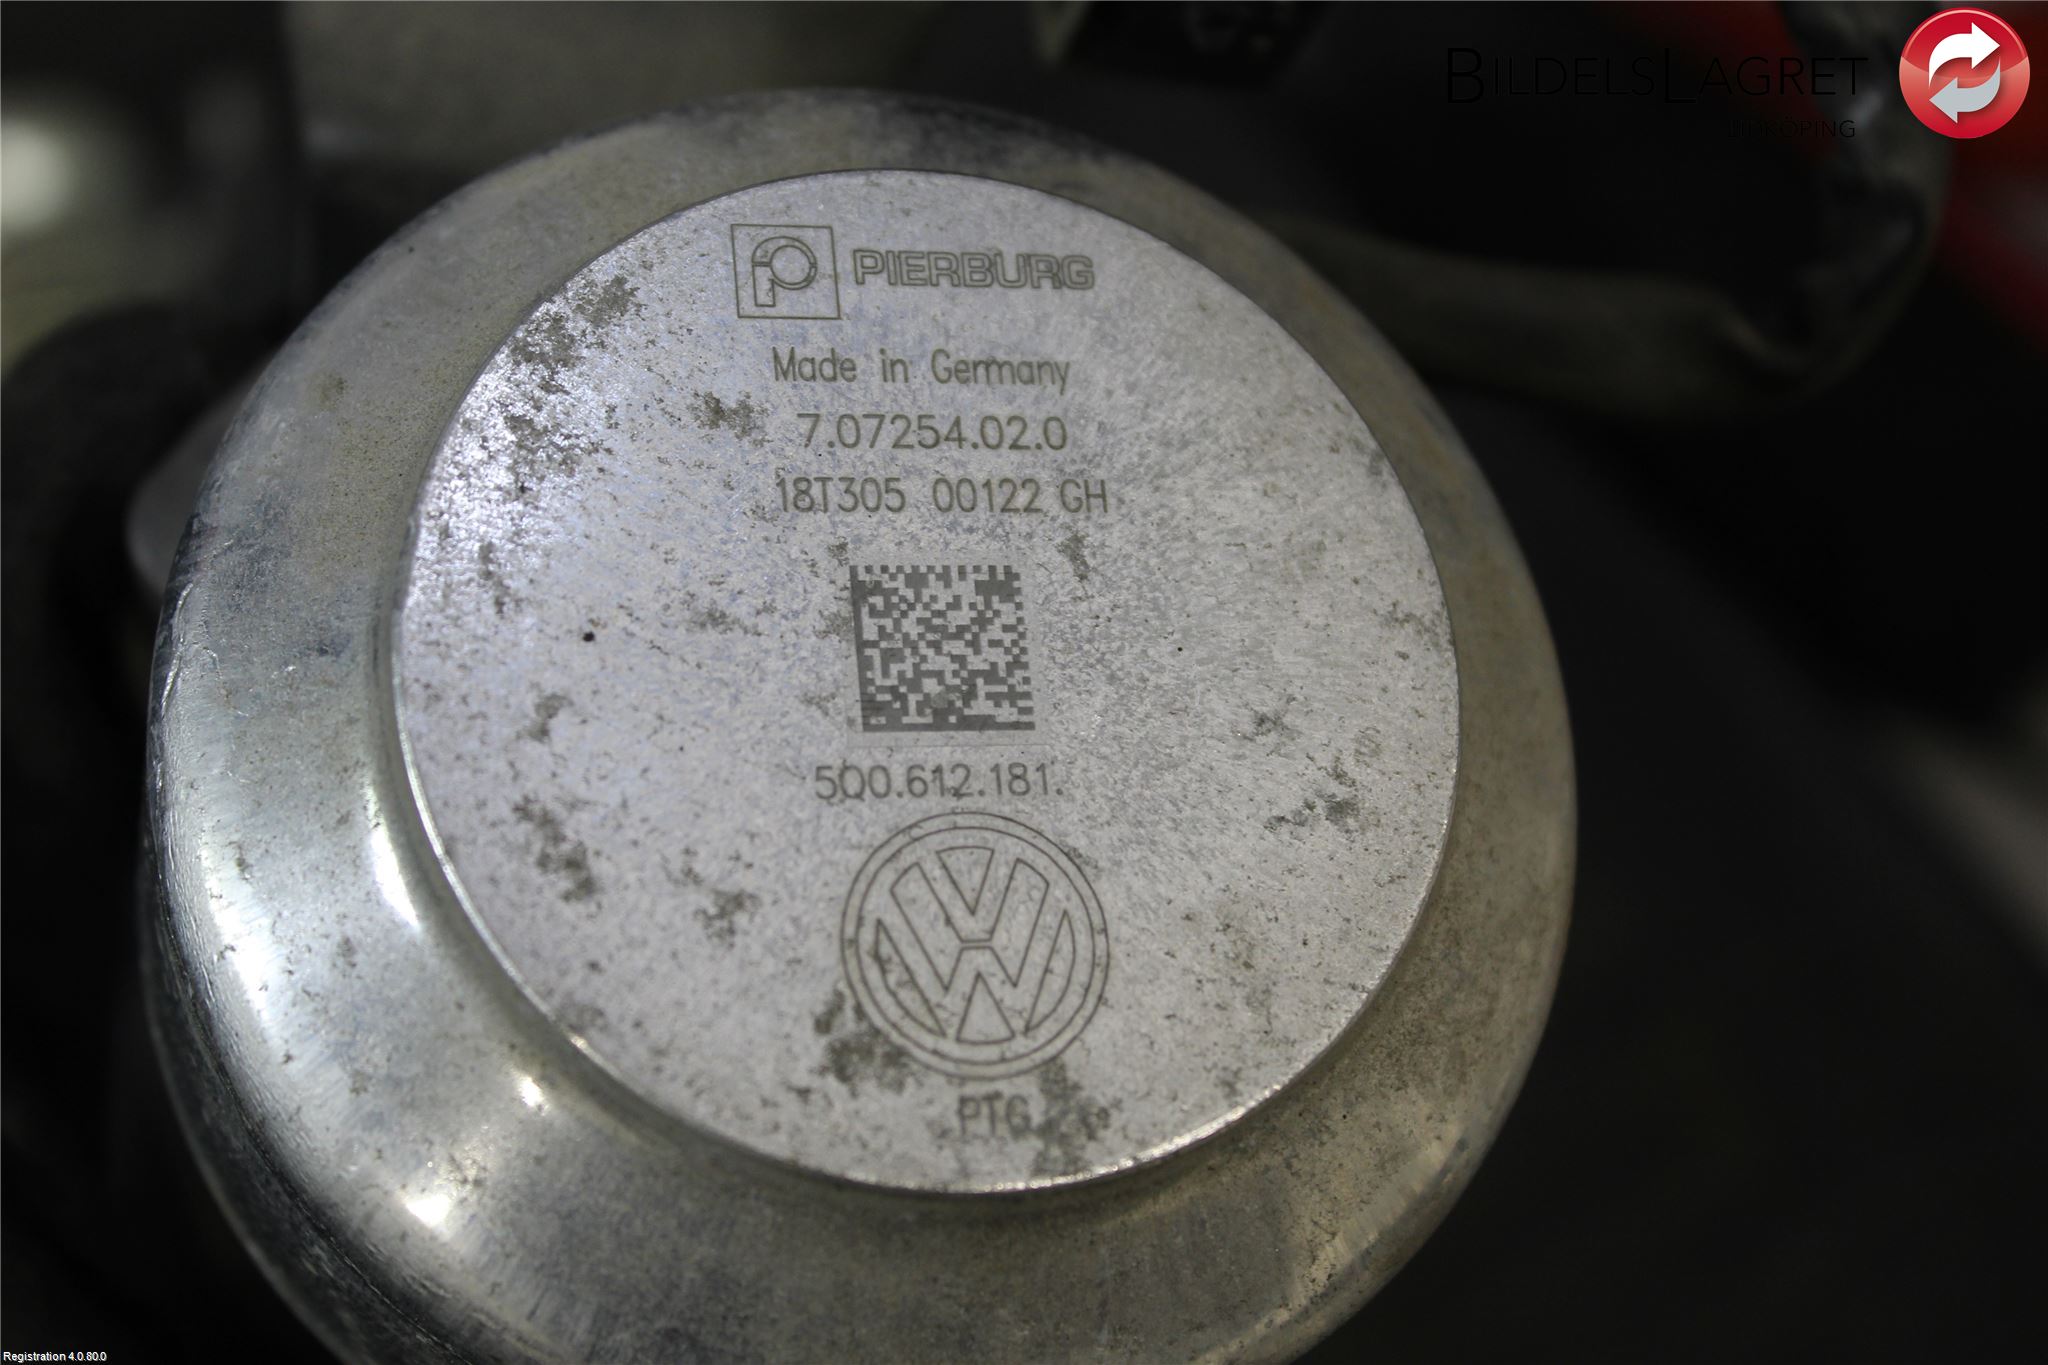 BILDELSLAGRET
LIDKÖPING
PIERBURG
Made in Germany
7.07254.02.0
18T305 00122 GH
5Q0.612.181.
PTG
Registration 4.0.80.0